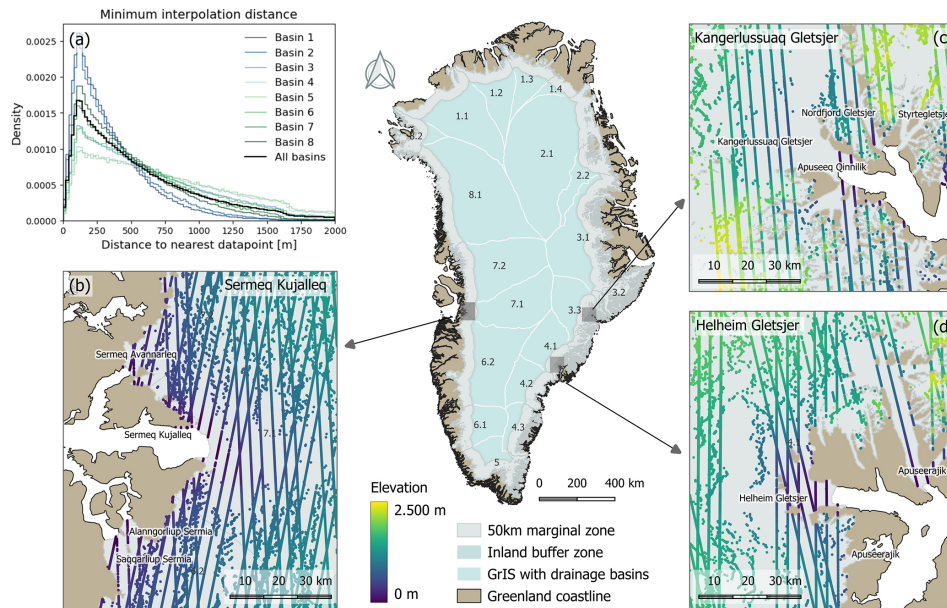 Minimum interpolation distance
(a)
0.0025
0.0020
0.0015
0.0010
0.0005
0.0000
Density
Basin 1
Basin 2
Basin 3
Basin 4
Basin 5
Basin 6
Basin 7
Basin 8
All basins
0 250 500 750 1000 1250 1500 1750 2000
Distance to nearest datapoint [m]
(b)
Sermeq Kujalleq
Sermeq Avannarleq
Sermeq Kujalleq
Alanngorliup Sermia
Saqqarliup Sermia
10 20 30 km
1.3
1.2
1.4
1.1
8.2
2.1
2.2
8.1
3.1
7.2
3.2
7.1
3.3
4.1
6.2
4.2
6.1
4.3
5
0 200 400 km
Elevation
2.500 m
0 m
50km marginal zone
Inland buffer zone
GrIS with drainage basins
Greenland coastline
Kangerlussuaq Gletsjer
(c)
Nordfjord Gletsjer
Styrtegletsj
Kangerlussuaq Gletsjer
Apuseeq Qinnilik
10 20 30 km
Helheim Gletsjer
(d)
Apuseerajik
Helheim Gletsjer
Apuseerajik
10 20 30 km